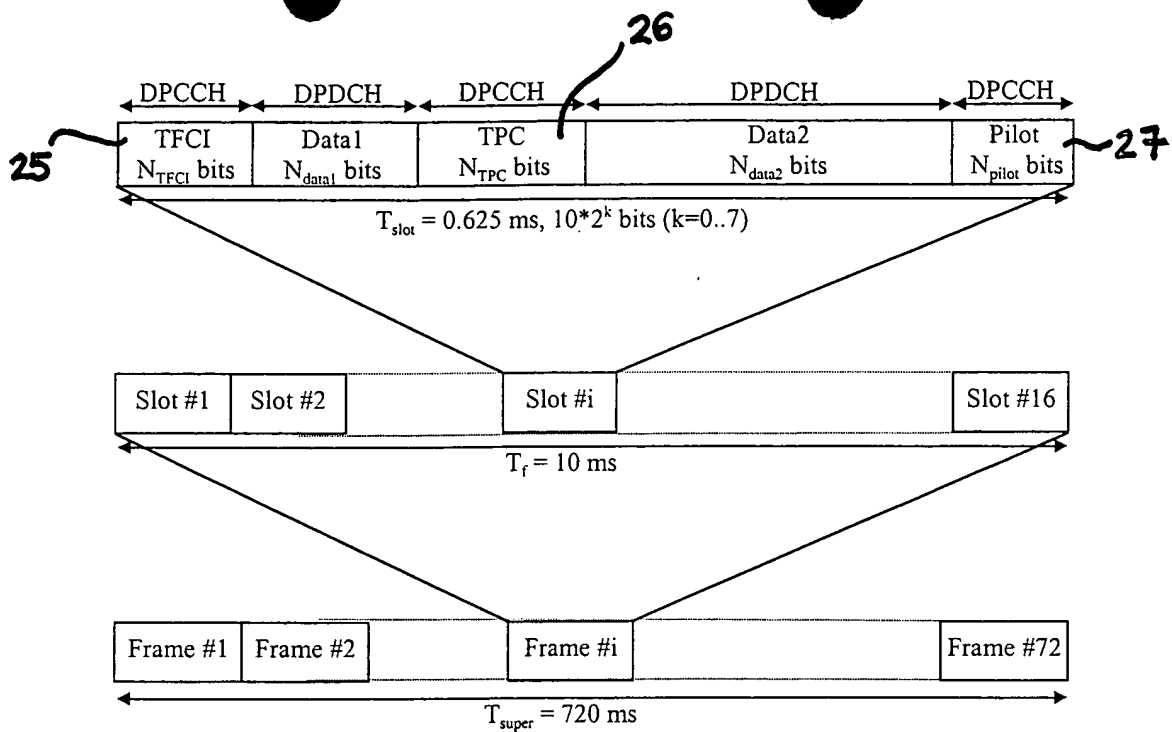 26
DPCCH DPDCH DPCCH DPDCH DPCCH
25
TFCI Data1 TPC Data2 Pilot
N_TFCI bits N_data1 bits N_TPC bits N_data2 bits N_pilot bits
27
T_slot = 0.625 ms, 10*2^k bits (k=0..7)
Slot #1 Slot #2 Slot #i Slot #16
T_f = 10 ms
Frame #1 Frame #2 Frame #i Frame #72
T_super = 720 ms